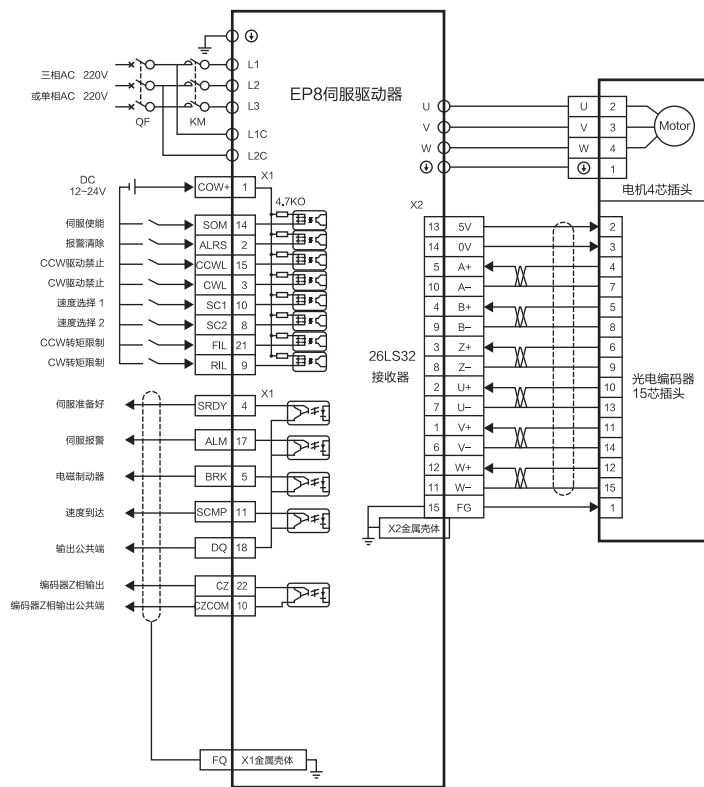 三相AC 220V
或单相AC 220V
QF
KM
L1
L2
L3
L1C
L2C
EP8伺服驱动器
U
V
W
U 2
V 3
W 4
1
Motor
电机4芯插头
DC
12~24V
X1
COW+ 1
4.7KO
伺服使能 SOM 14
报警清除 ALRS 2
CCW驱动禁止 CCWL 15
CW驱动禁止 CWL 3
速度选择 1 SC1 10
速度选择 2 SC2 8
CCW转矩限制 FIL 21
CW转矩限制 RIL 9
X1
伺服准备好 SRDY 4
伺服报警 ALM 17
电磁制动器 BRK 5
速度到达 SCMP 11
输出公共端 DQ 18
编码器Z相输出 CZ 22
编码器Z相输出公共端 CZCOM 10
FQ X1金属壳体
X2
13 5V 2
14 0V 3
5 A+ 4
10 A- 7
4 B+ 5
9 B- 8
3 Z+ 6
8 Z- 9
2 U+ 10
7 U- 13
1 V+ 11
6 V- 14
12 W+ 12
11 W- 15
15 FG 1
X2金属壳体
26LS32
接收器
光电编码器
15芯插头